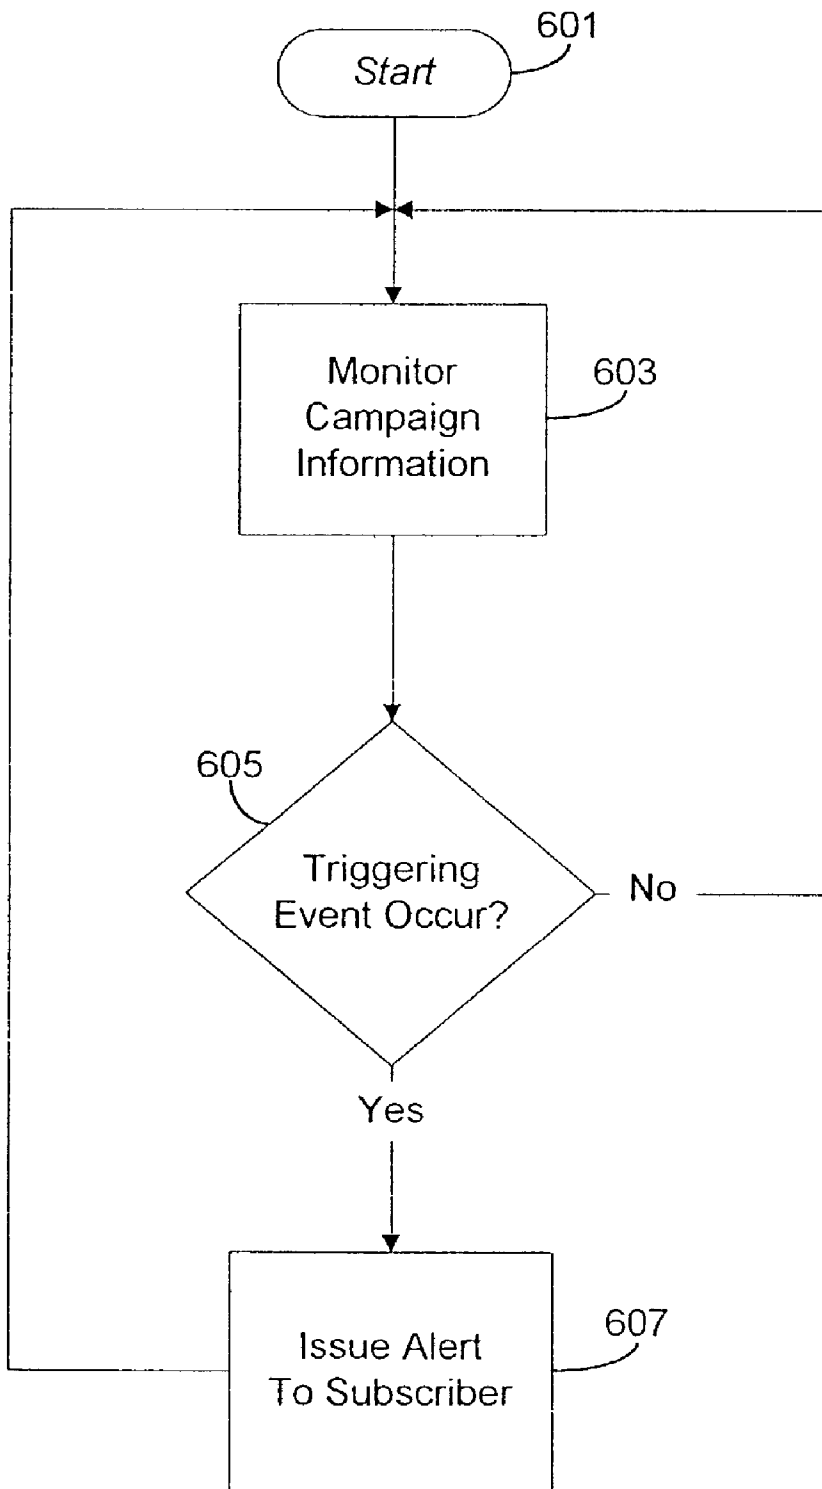 601
Start
Monitor
Campaign
Information
603
605
Triggering
Event Occur?
No
Yes
Issue Alert
To Subscriber
607